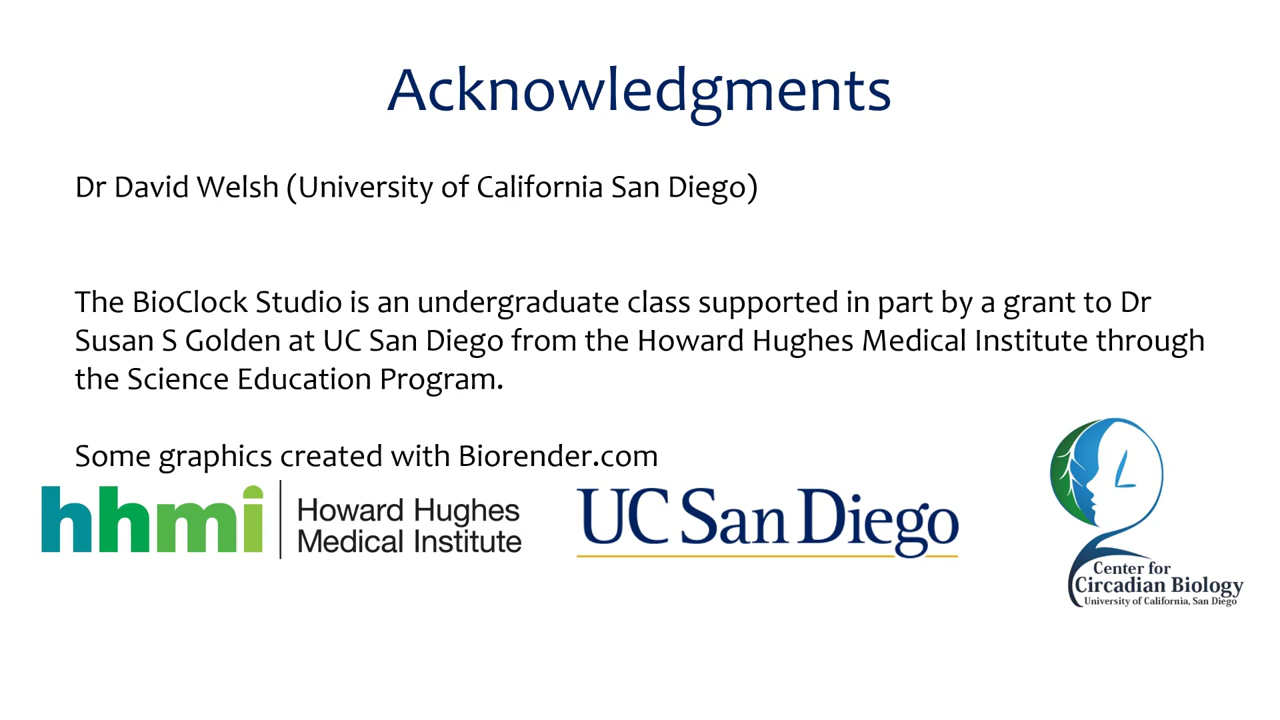 Acknowledgments
Dr David Welsh (University of California San Diego)
The BioClock Studio is an undergraduate class supported in part by a grant to Dr
Susan S Golden at UC San Diego from the Howard Hughes Medical Institute through
the Science Education Program.
Some graphics created with Biorender.com
hhmi
Howard Hughes
Medical Institute
UC San Diego
Center for
Circadian Biology
University of California, San Diego